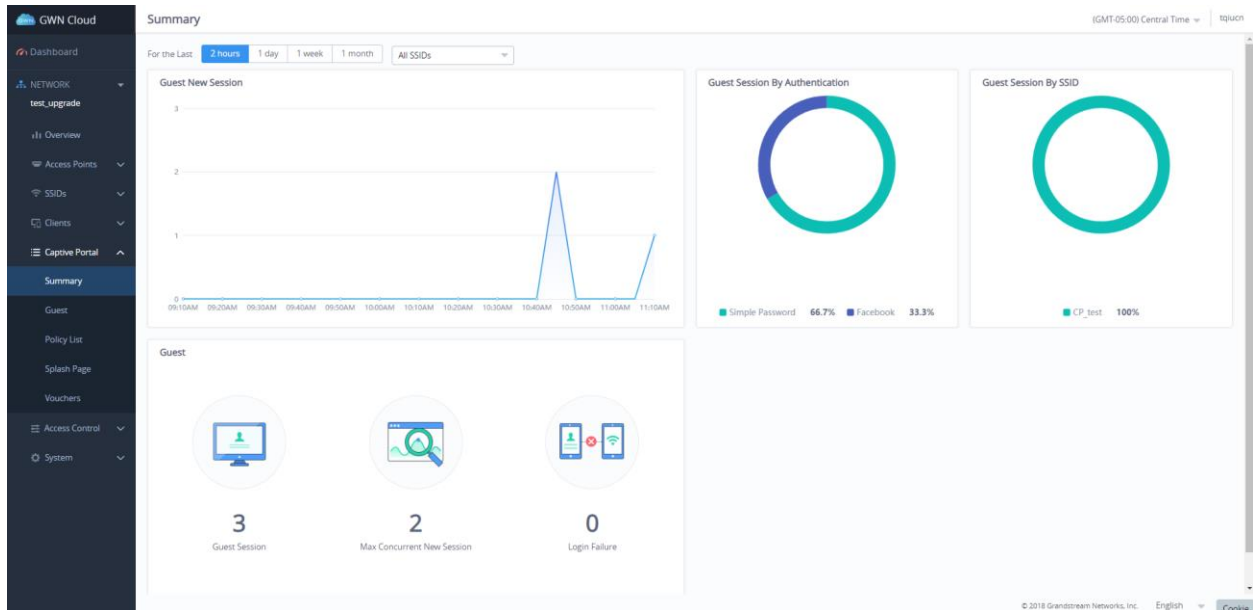 GWN Cloud
Summary
(GMT-05:00) Central Time
tqiucn
Dashboard
NETWORK
test_upgrade
Overview
Access Points
SSIDs
Clients
Captive Portal
Summary
Guest
Policy List
Splash Page
Vouchers
Access Control
System
For the Last 2 hours 1 day 1 week 1 month All SSIDs
Guest New Session
3
2
1
0
09:10AM 09:20AM 09:30AM 09:40AM 09:50AM 10:00AM 10:10AM 10:20AM 10:30AM 10:40AM 10:50AM 11:00AM 11:10AM
Guest Session By Authentication
Simple Password 66.7% Facebook 33.3%
Guest Session By SSID
CP_test 100%
Guest
3 2 0
Guest Session Max Concurrent New Session Login Failure
© 2018 Grandstream Networks, Inc. English